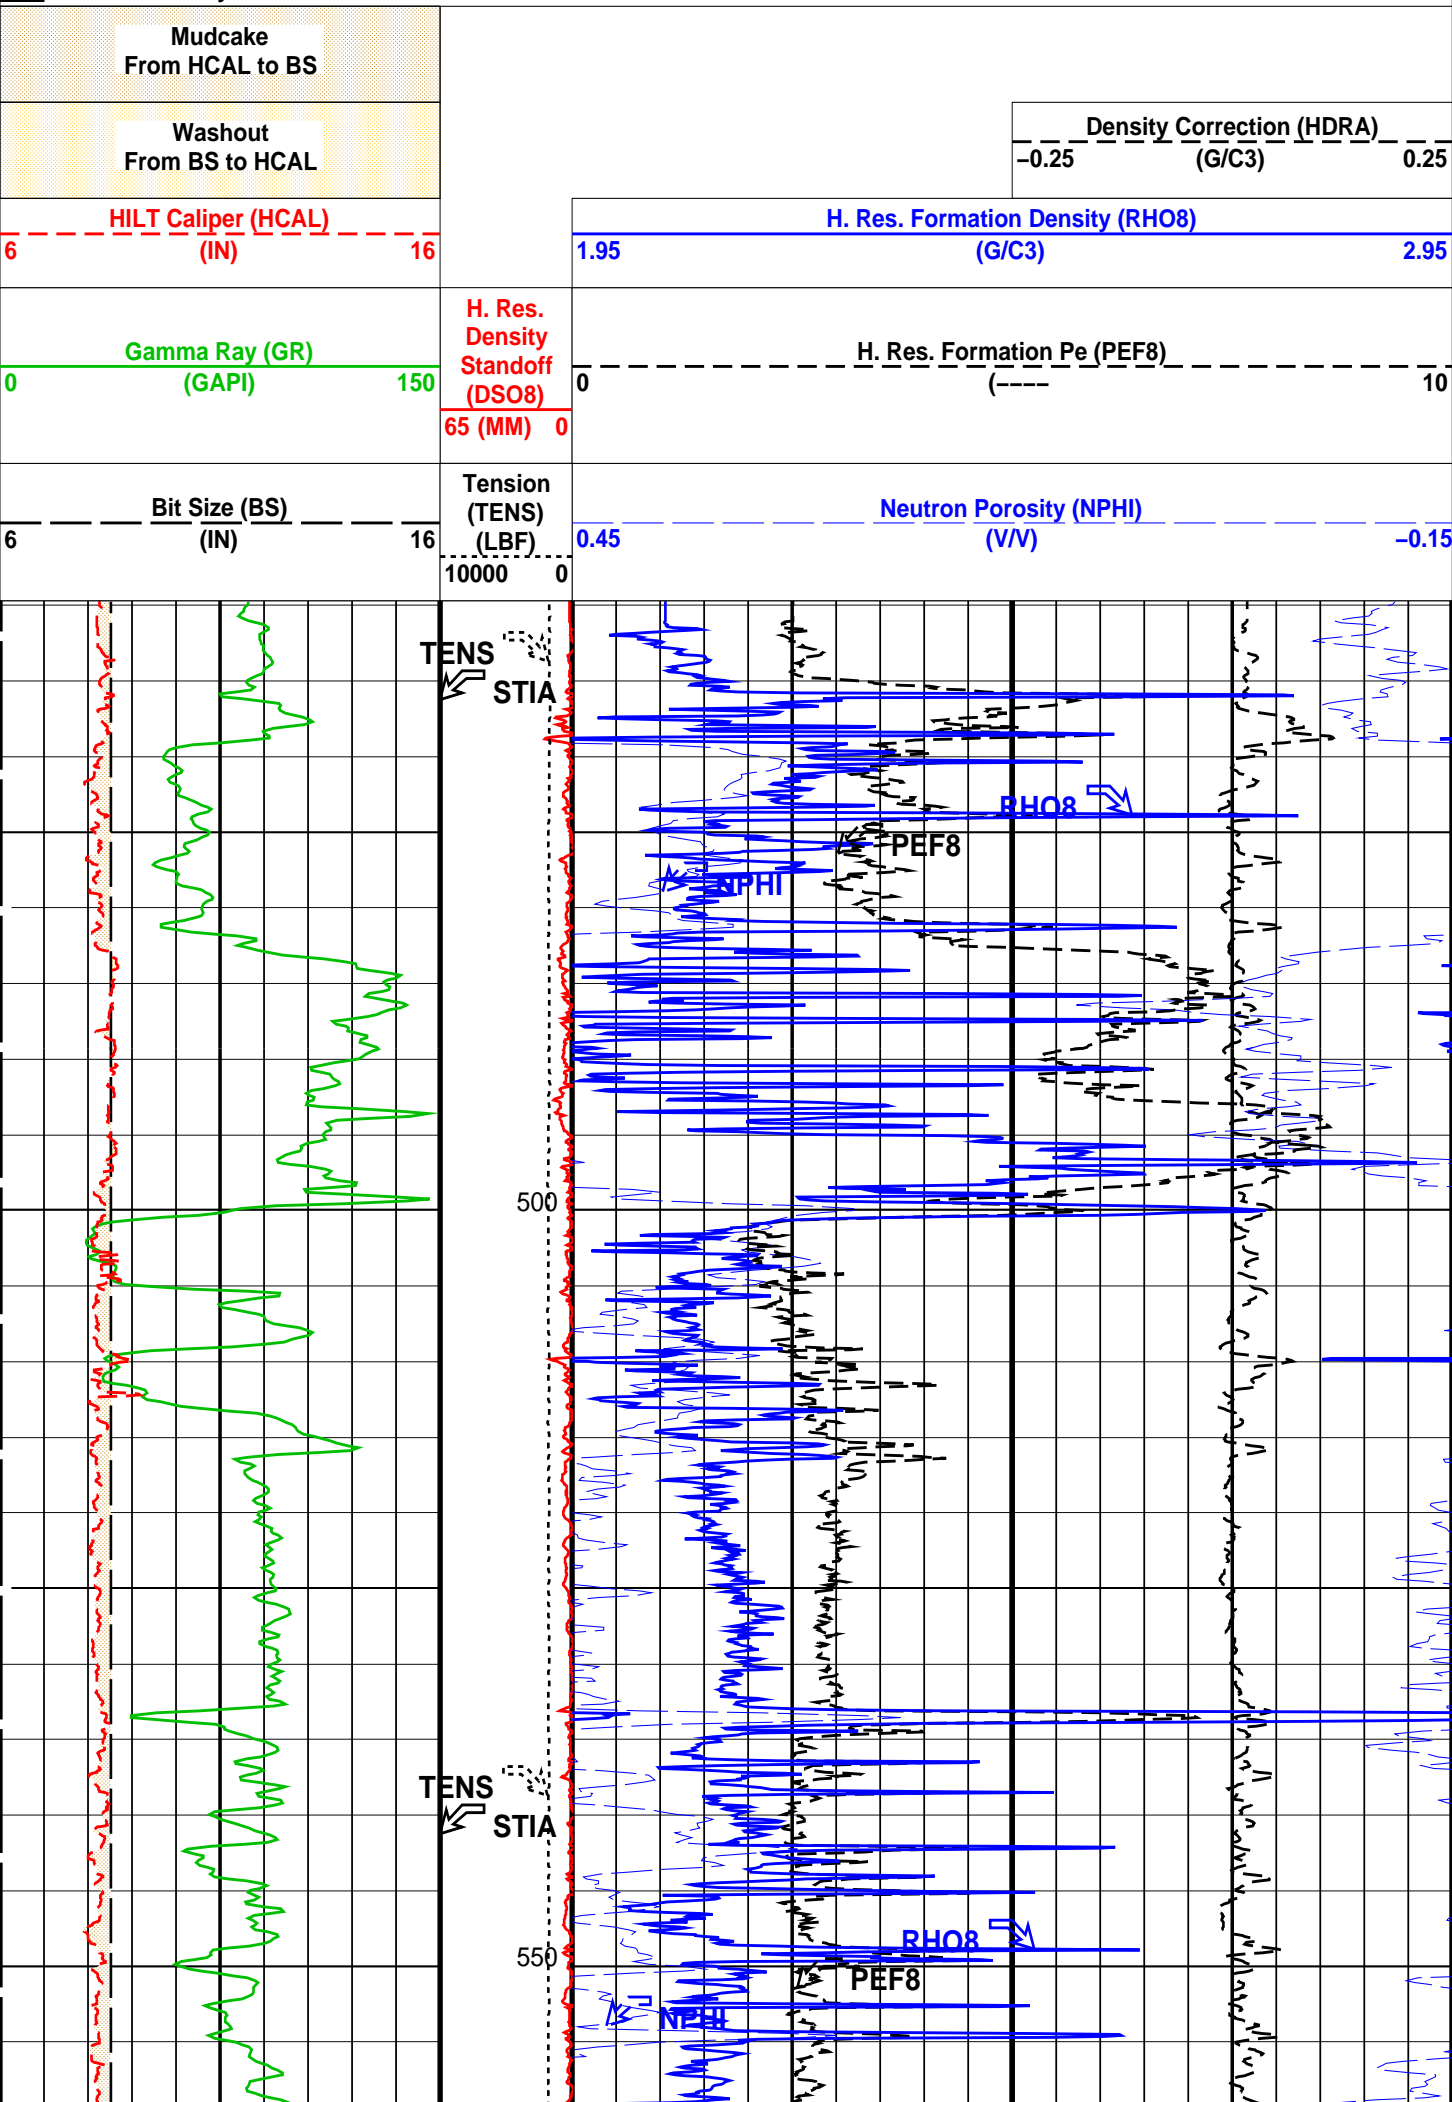 Mudcake
From HCAL to BS
Washout
From BS to HCAL
Density Correction (HDRA)
−0.25 (G/C3) 0.25
HILT Caliper (HCAL)
6 (IN) 16
H. Res. Formation Density (RHO8)
1.95 (G/C3) 2.95
H. Res.
Density
Standoff
(DSO8)
65 (MM) 0
Gamma Ray (GR)
0 (GAPI) 150
H. Res. Formation Pe (PEF8)
0 (−−−− 10
Bit Size (BS)
6 (IN) 16
Tension
(TENS)
(LBF)
10000 0
Neutron Porosity (NPHI)
0.45 (V/V) −0.15
TENS
STIA
RHO8
PEF8
NPHI
500
TENS
STIA
RHO8
550
PEF8
NPHI